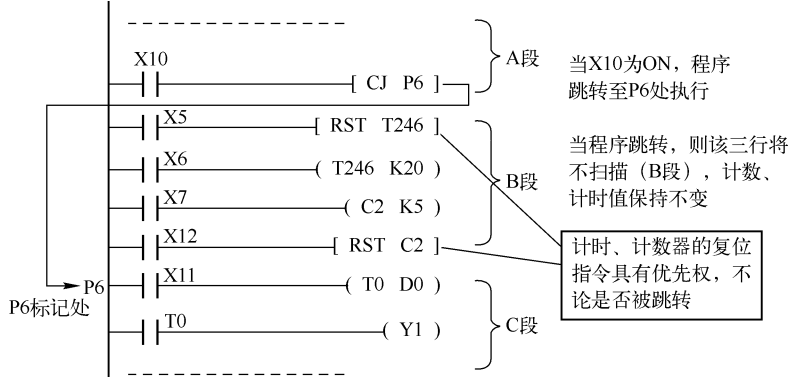 X10
[ CJ P6 ]
A段
当X10为ON，程序
跳转至P6处执行
X5
[ RST T246 ]
X6
( T246 K20 )
X7
( C2 K5 )
X12
[ RST C2 ]
B段
当程序跳转，则该三行将
不扫描（B段），计数、
计时值保持不变
计时、计数器的复位
指令具有优先权，不
论是否被跳转
P6
P6标记处
X11
( T0 D0 )
T0
( Y1 )
C段